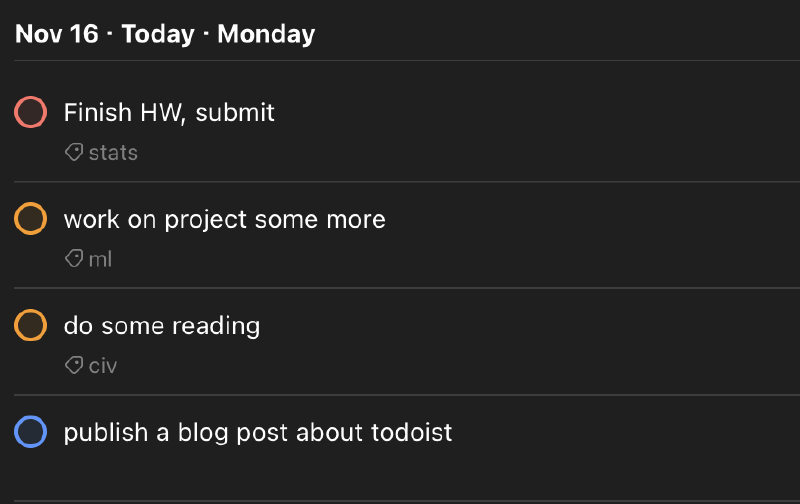 Nov 16 · Today · Monday
Finish HW, submit
stats
work on project some more
ml
do some reading
civ
publish a blog post about todoist